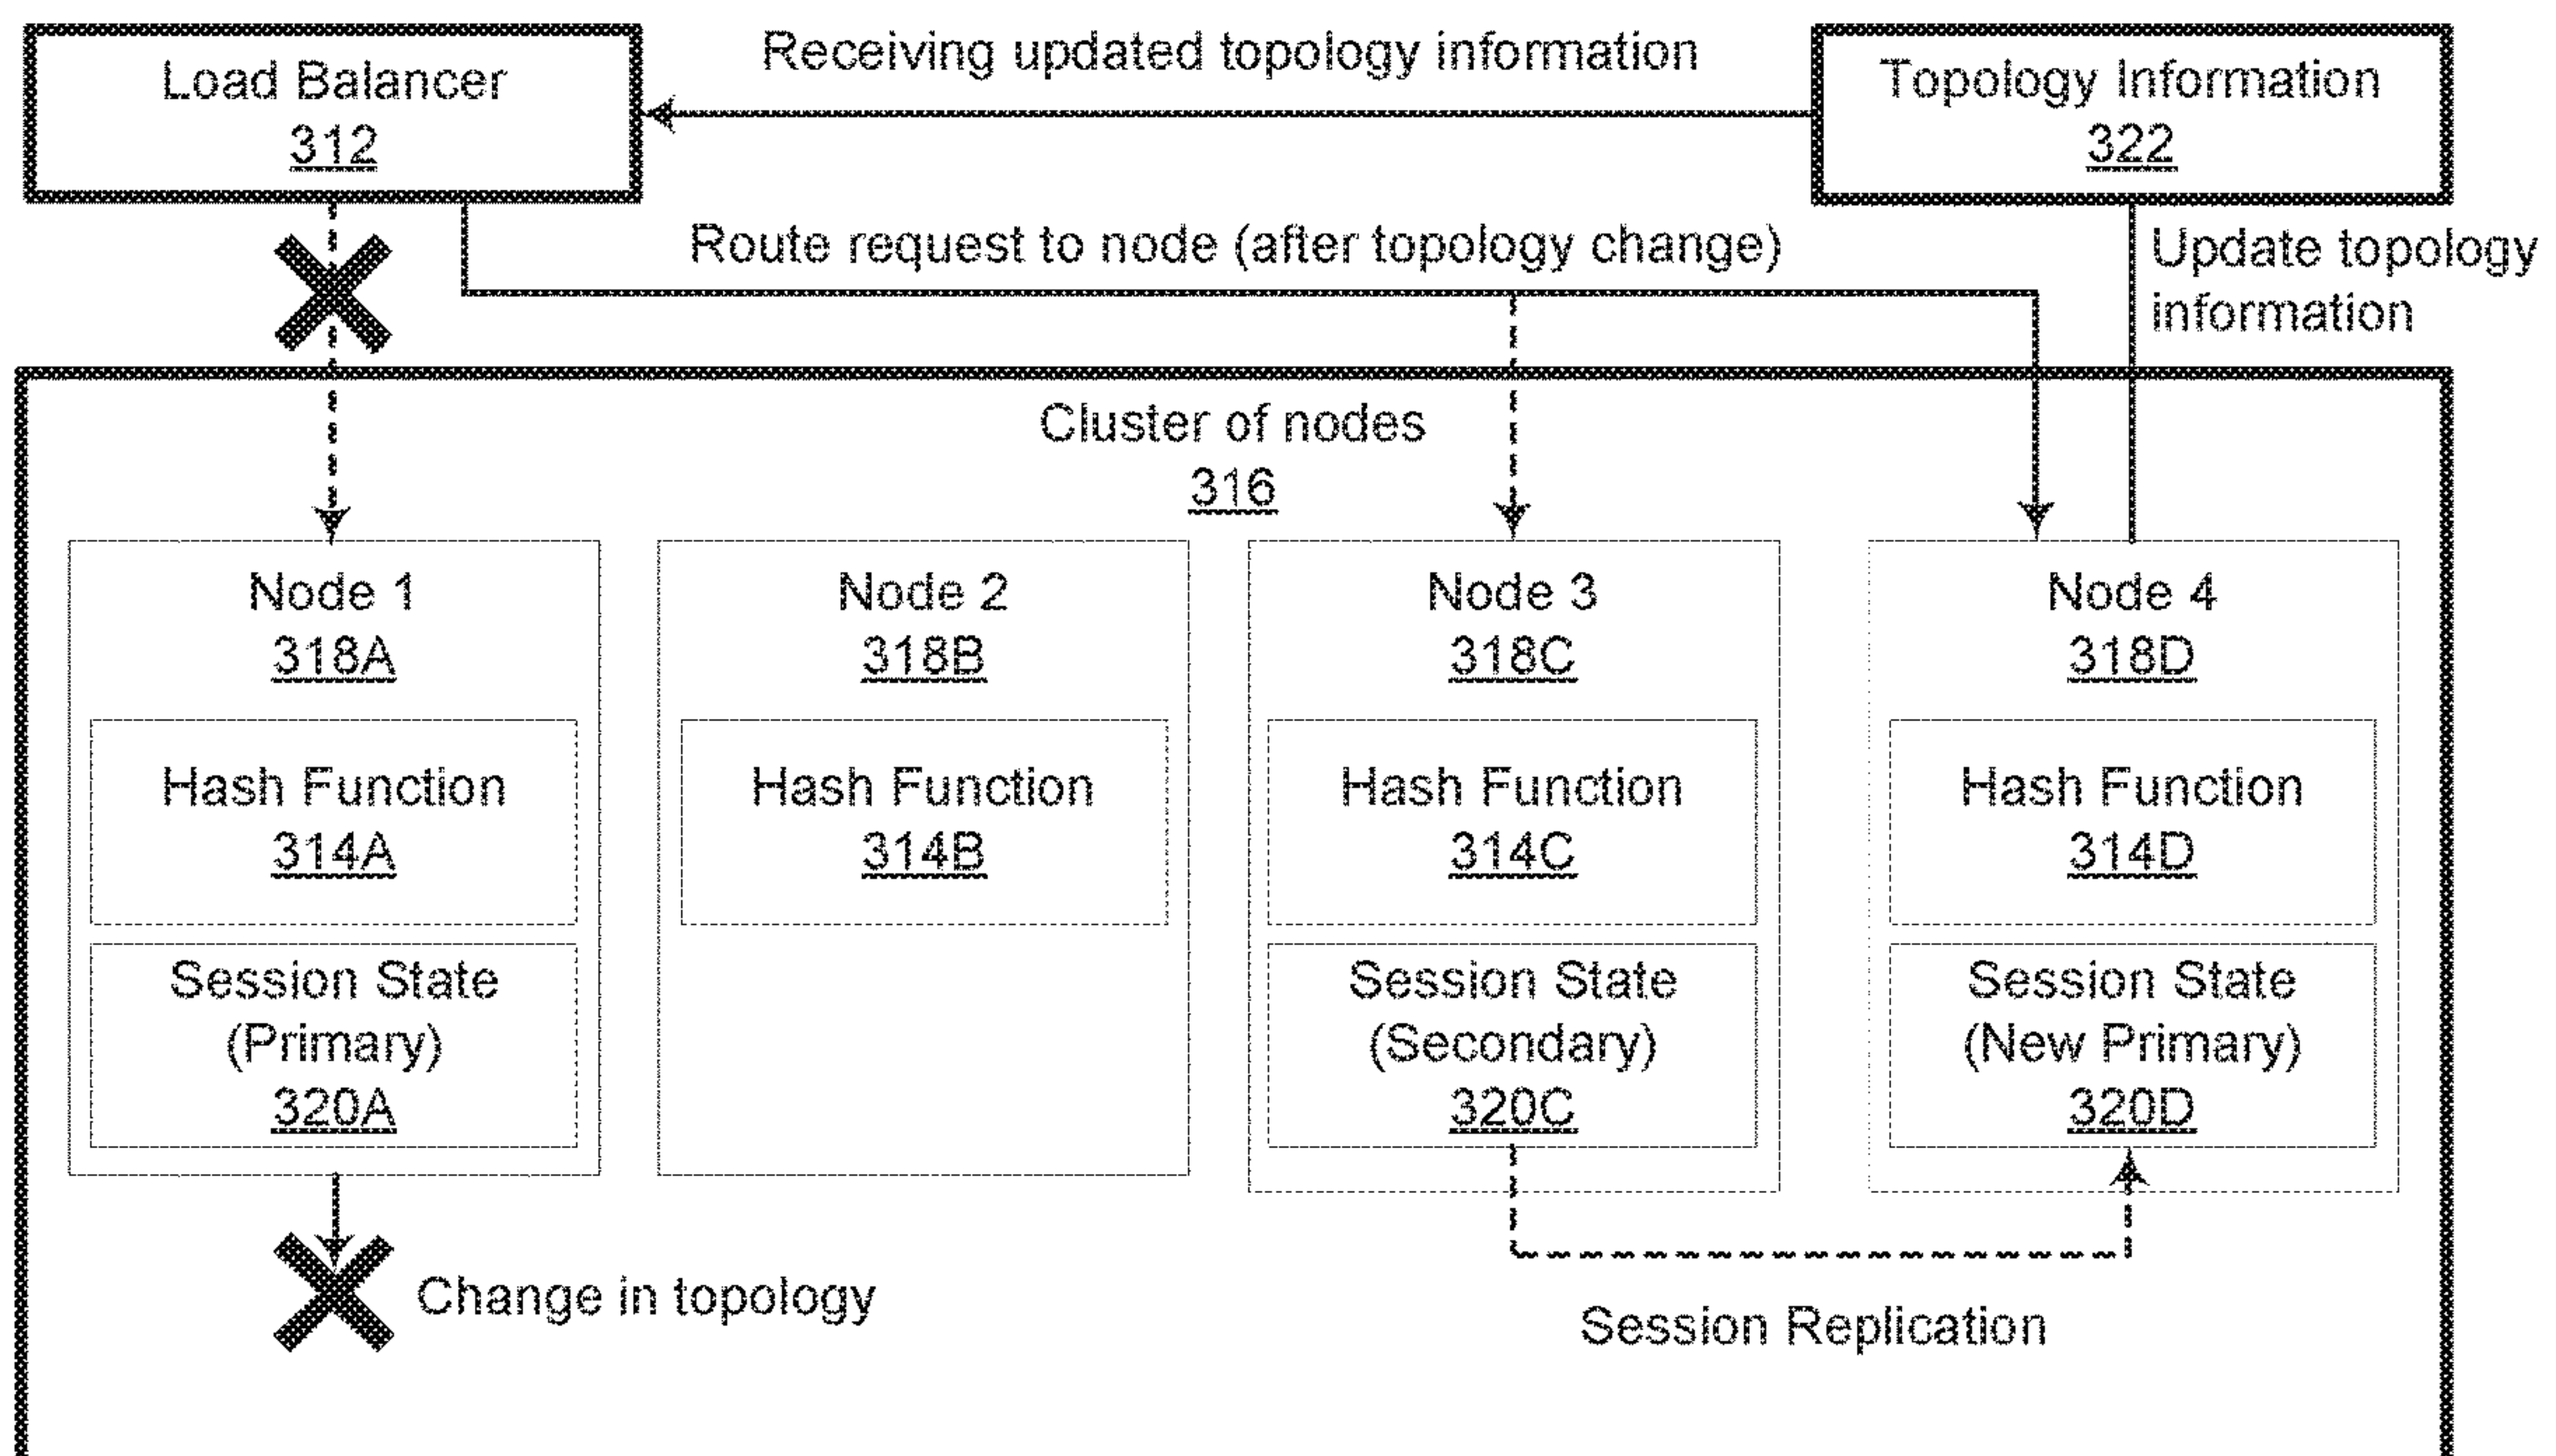 Load Balancer
312
Receiving updated topology information
Topology Information
322
Route request to node (after topology change)
Update topology
information
Cluster of nodes
316
Node 1
318A
Hash Function
314A
Session State
(Primary)
320A
Node 2
318B
Hash Function
314B
Node 3
318C
Hash Function
314C
Session State
(Secondary)
320C
Node 4
318D
Hash Function
314D
Session State
(New Primary)
320D
Change in topology
Session Replication